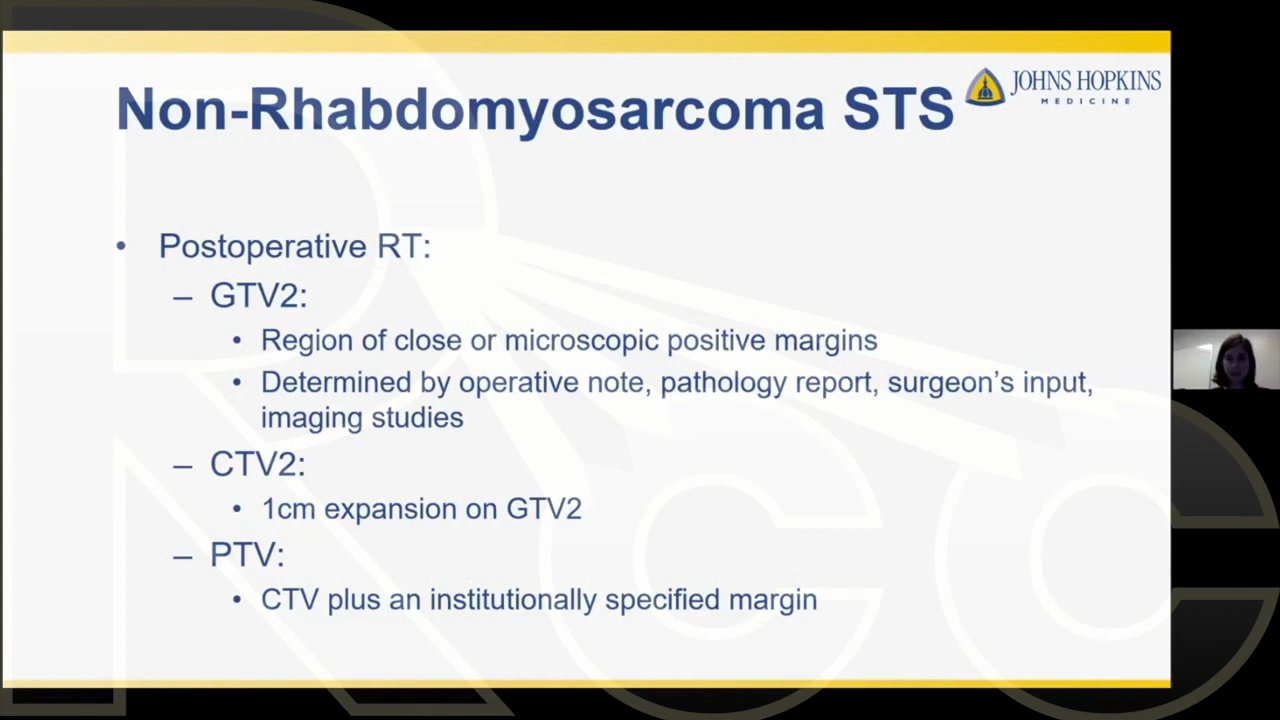 Non-Rhabdomyosarcoma STS
JOHNS HOPKINS
MEDICINE
• Postoperative RT:
– GTV2:
• Region of close or microscopic positive margins
• Determined by operative note, pathology report, surgeon’s input,
imaging studies
– CTV2:
• 1cm expansion on GTV2
– PTV:
• CTV plus an institutionally specified margin